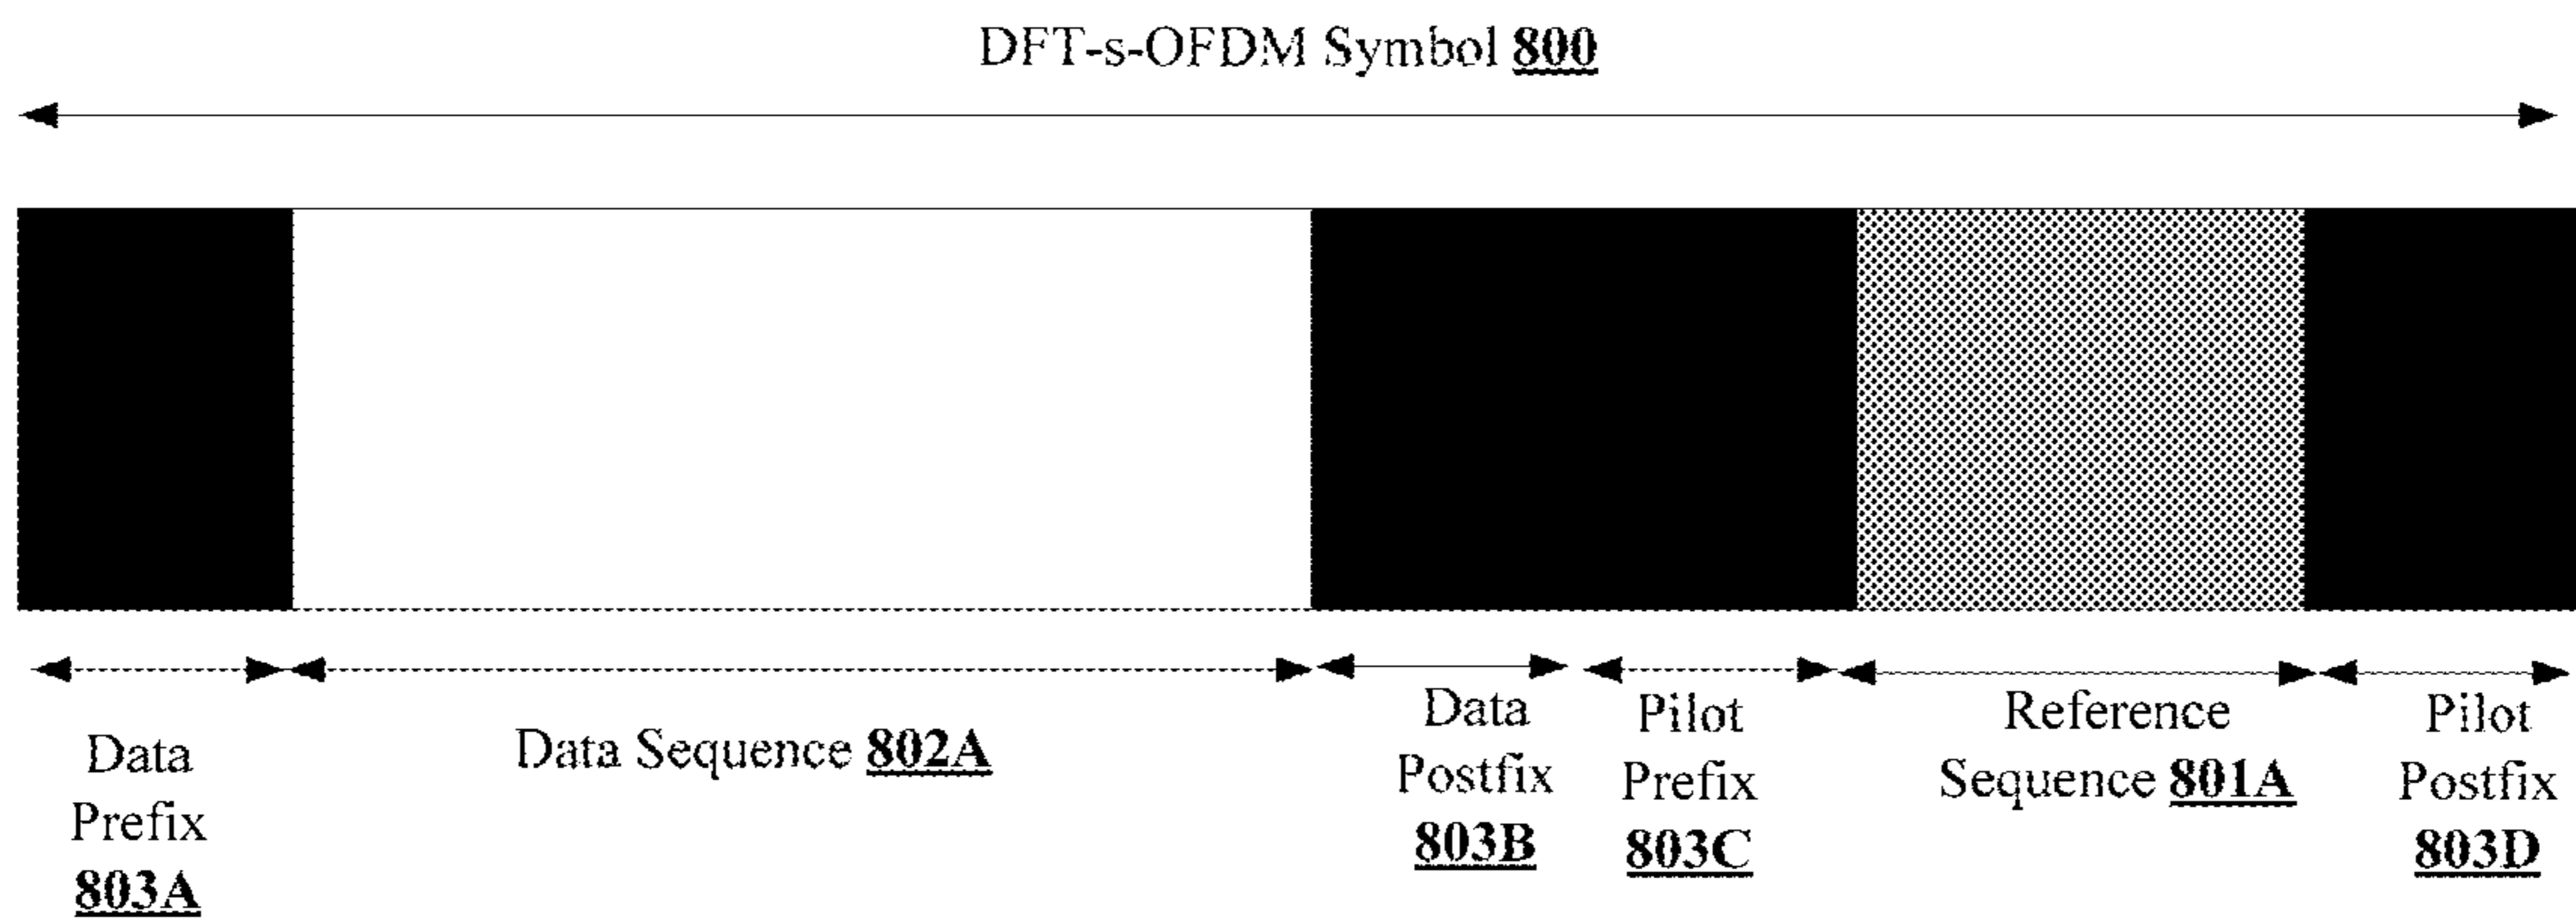 DFT-s-OFDM Symbol 800
Data
Prefix
803A
Data Sequence 802A
Data
Postfix
803B
Pilot
Prefix
803C
Reference
Sequence 801A
Pilot
Postfix
803D